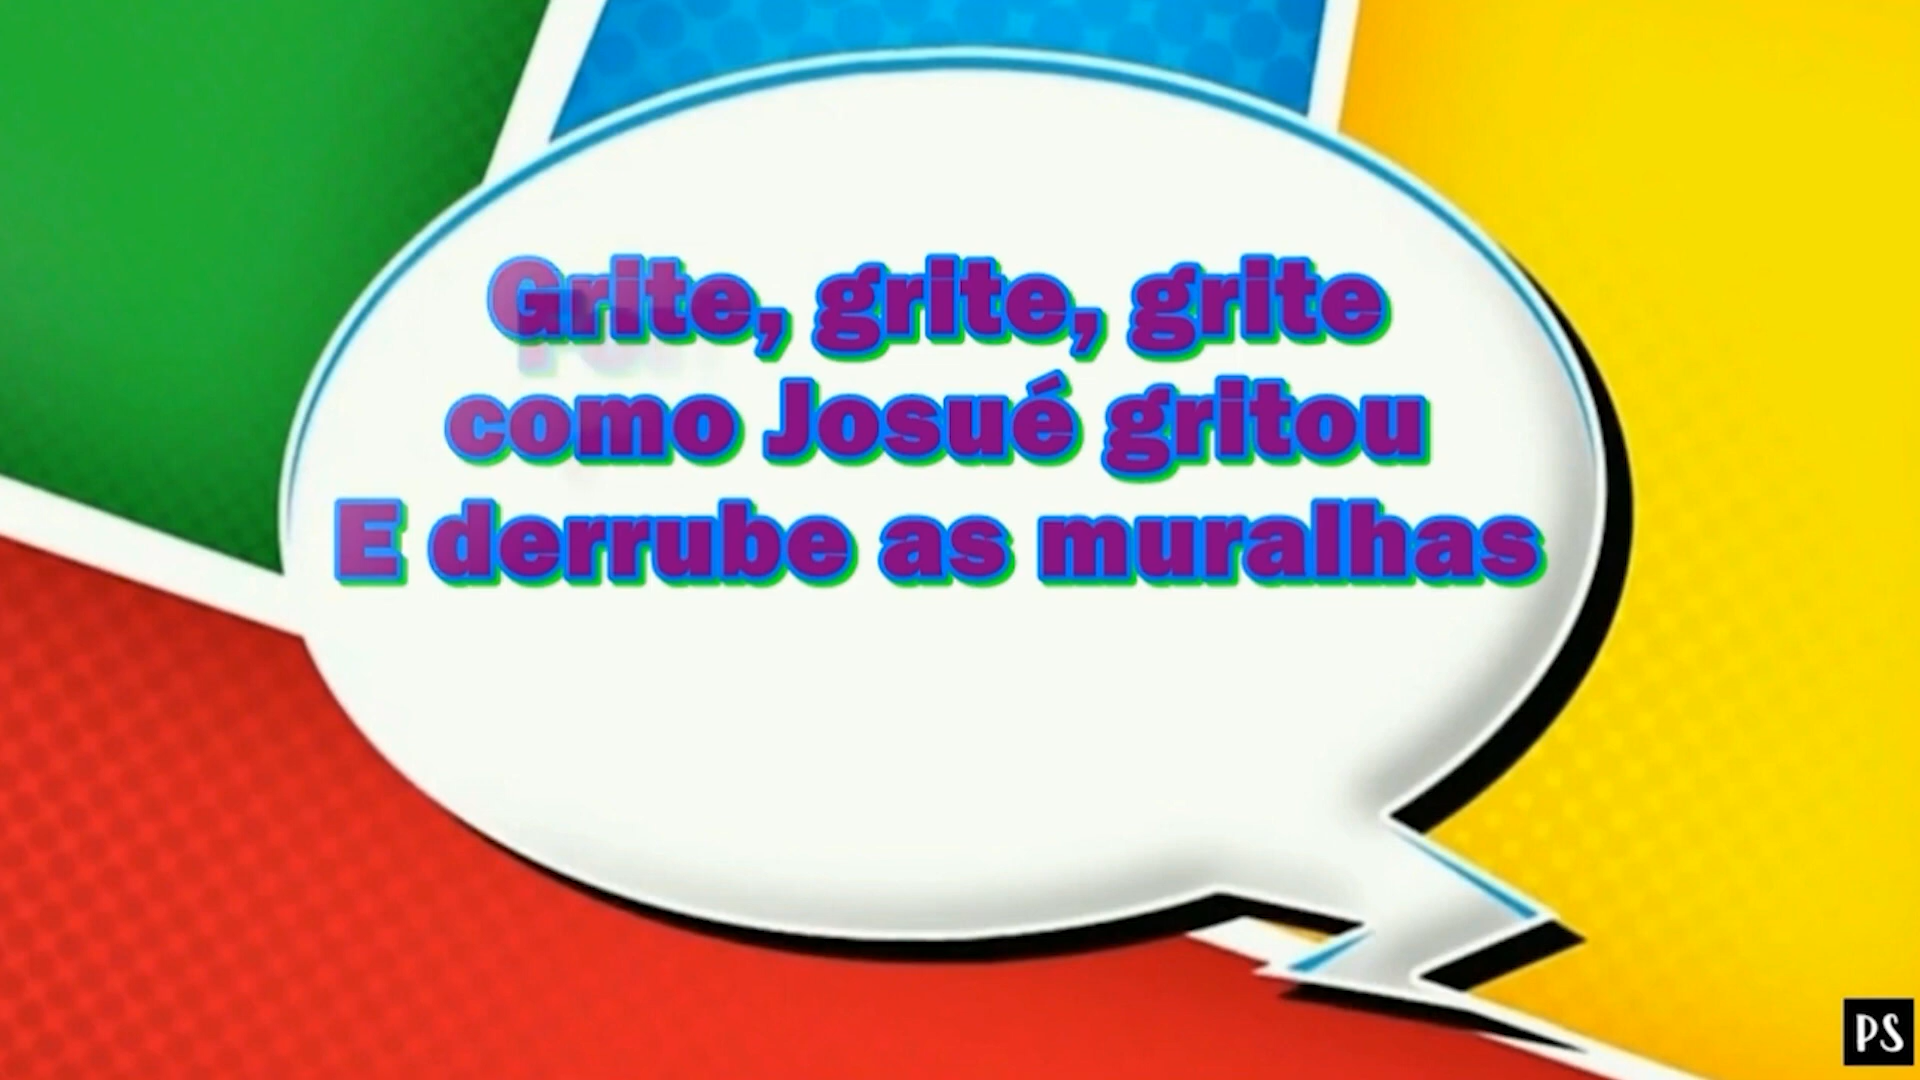 Grite, grite, grite
como Josué gritou
E derrube as muralhas
PS